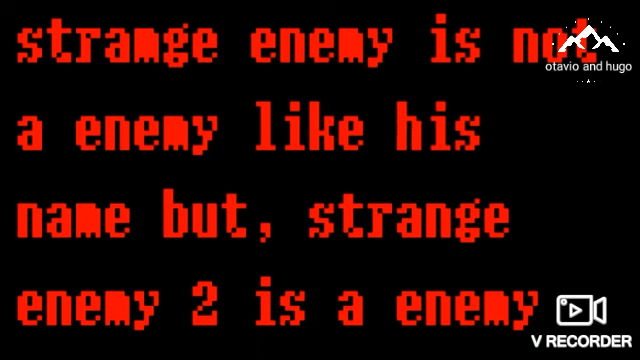 strange enemy is not
otavio and hugo
a enemy like his
name but, strange
enemy 2 is a enemy
V RECORDER